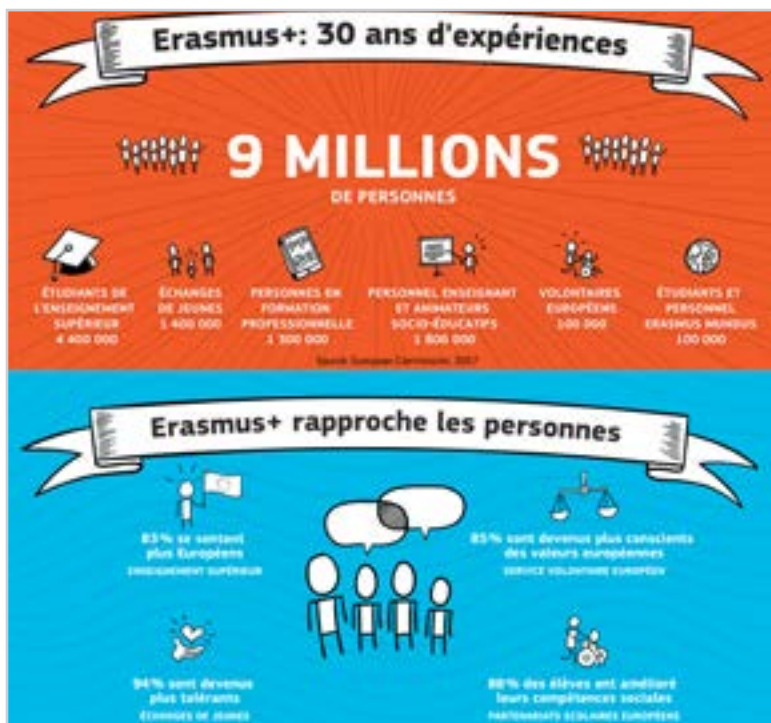 Erasmus+: 30 ans d'expériences
9 MILLIONS
DE PERSONNES
ÉTUDIANTS DE
L'ENSEIGNEMENT
SUPÉRIEUR
4 400 000
ÉCHANGES
DE JEUNES
1 400 000
PERSONNES EN
FORMATION
PROFESSIONNELLE
1 300 000
PERSONNEL ENSEIGNANT
ET ANIMATEURS
SOCIO-ÉDUCATIFS
1 800 000
VOLONTAIRES
EUROPÉENS
100 000
ÉTUDIANTS ET
PERSONNEL
ERASMUS MUNDUS
100 000
European Commission, 2017
Erasmus+ rapproche les personnes
83% se sentent
plus Européens
ENSEIGNEMENT SUPÉRIEUR
85% sont devenus plus conscients
des valeurs européennes
SERVICE VOLONTAIRE EUROPÉEN
94% sont devenus
plus tolérants
ÉCHANGES DE JEUNES
des élèves ont amélioré
leurs compétences sociales
PARTENARIATS SCOLAIRES EUROPÉENS